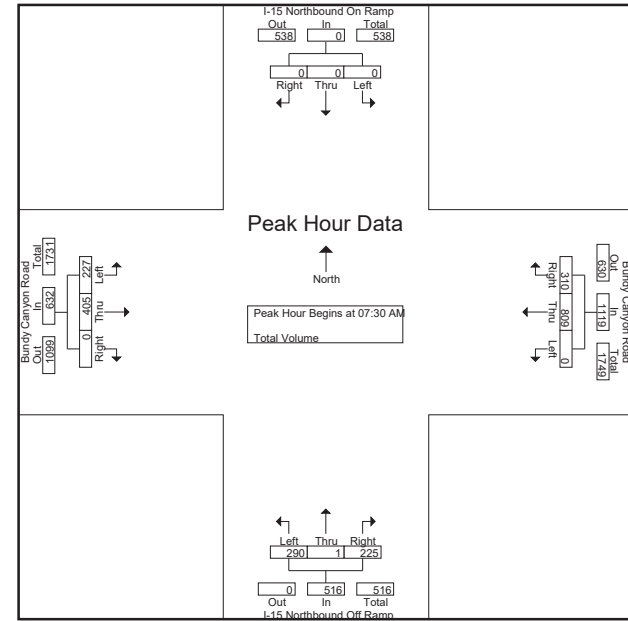 I-15 Northbound On Ramp
Out In Total
538 0 538
0 0 0
Right Thru Left
Peak Hour Data
North
Peak Hour Begins at 07:30 AM
Total Volume
Bundy Canyon Road
Total In Out
1731 632 1099
227 405 0
Left Thru Right
Bundy Canyon Road
Out In Total
630 1119 1749
310 809 0
Right Thru Left
Left Thru Right
290 1 225
0 516 516
Out In Total
I-15 Northbound Off Ramp